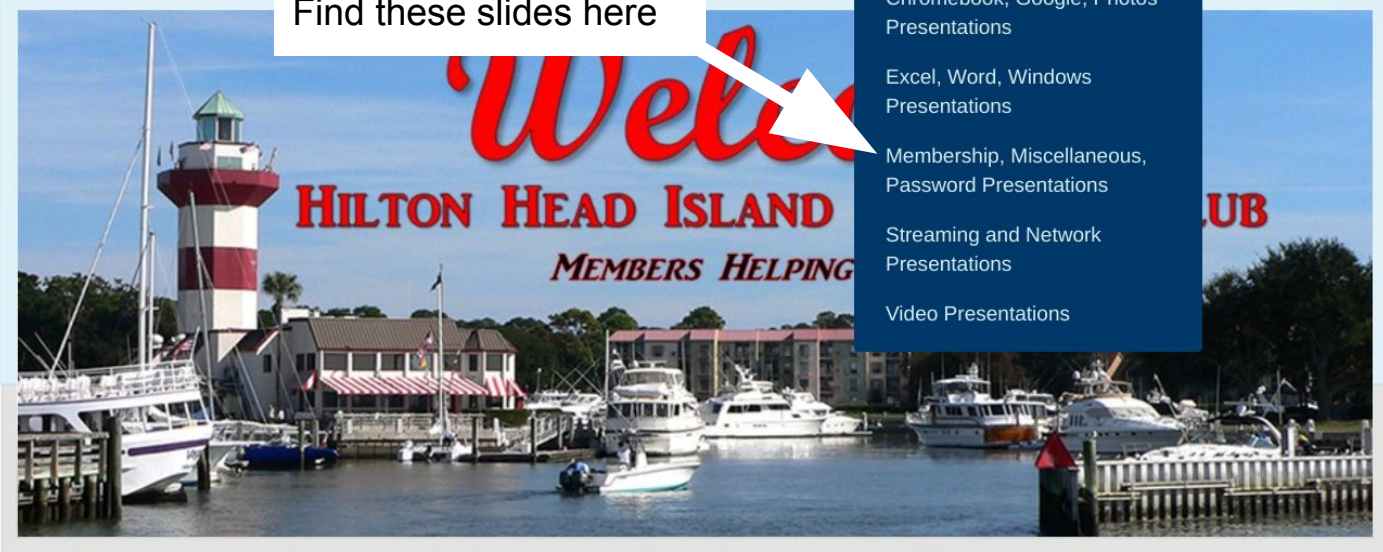 Find these slides here
Presentations
Excel, Word, Windows
Presentations
Membership, Miscellaneous,
Password Presentations
Streaming and Network
Presentations
Video Presentations
HILTON HEAD ISLAND
MEMBERS HELPING